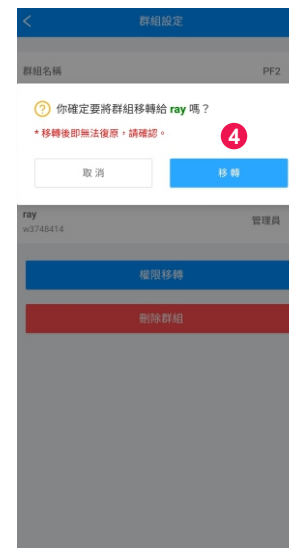 群組設定
群組名稱 PF2
你確定要將群組移轉給 ray 嗎？
* 移轉後即無法復原，請確認。
4
取 消 移 轉
ray 管理員
w3748414
權限移轉
刪除群組